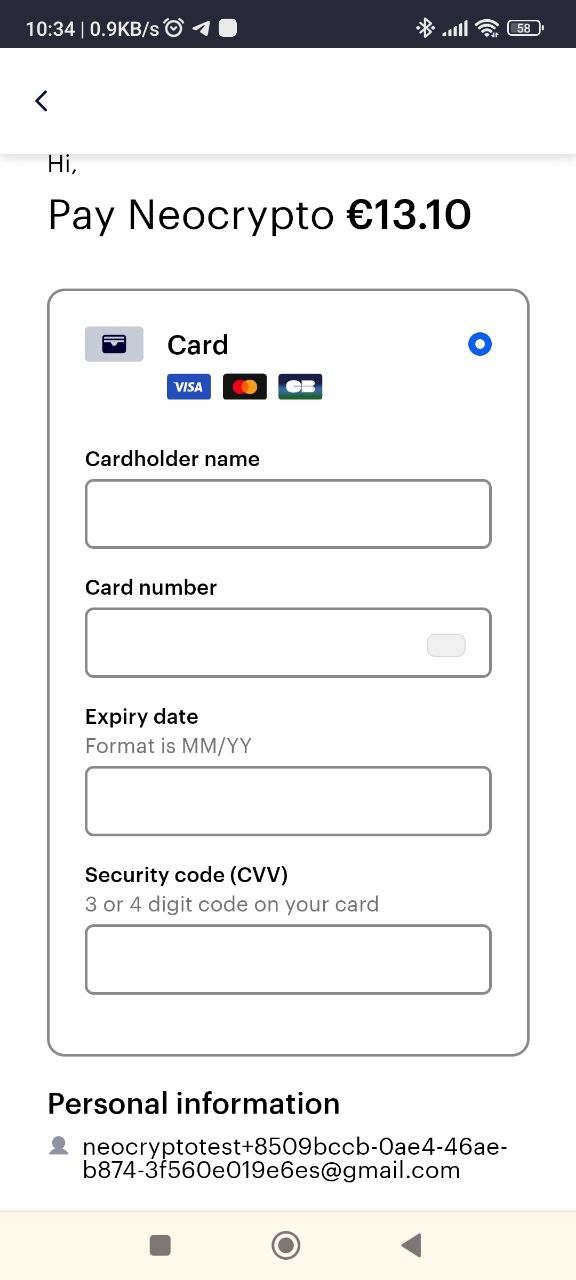 10:34 | 0.9KB/s
58
Hi,
Pay Neocrypto €13.10
Card
VISA
CB
Cardholder name
Card number
Expiry date
Format is MM/YY
Security code (CVV)
3 or 4 digit code on your card
Personal information
neocryptotest+8509bccb-0ae4-46ae-
b874-3f560e019e6es@gmail.com